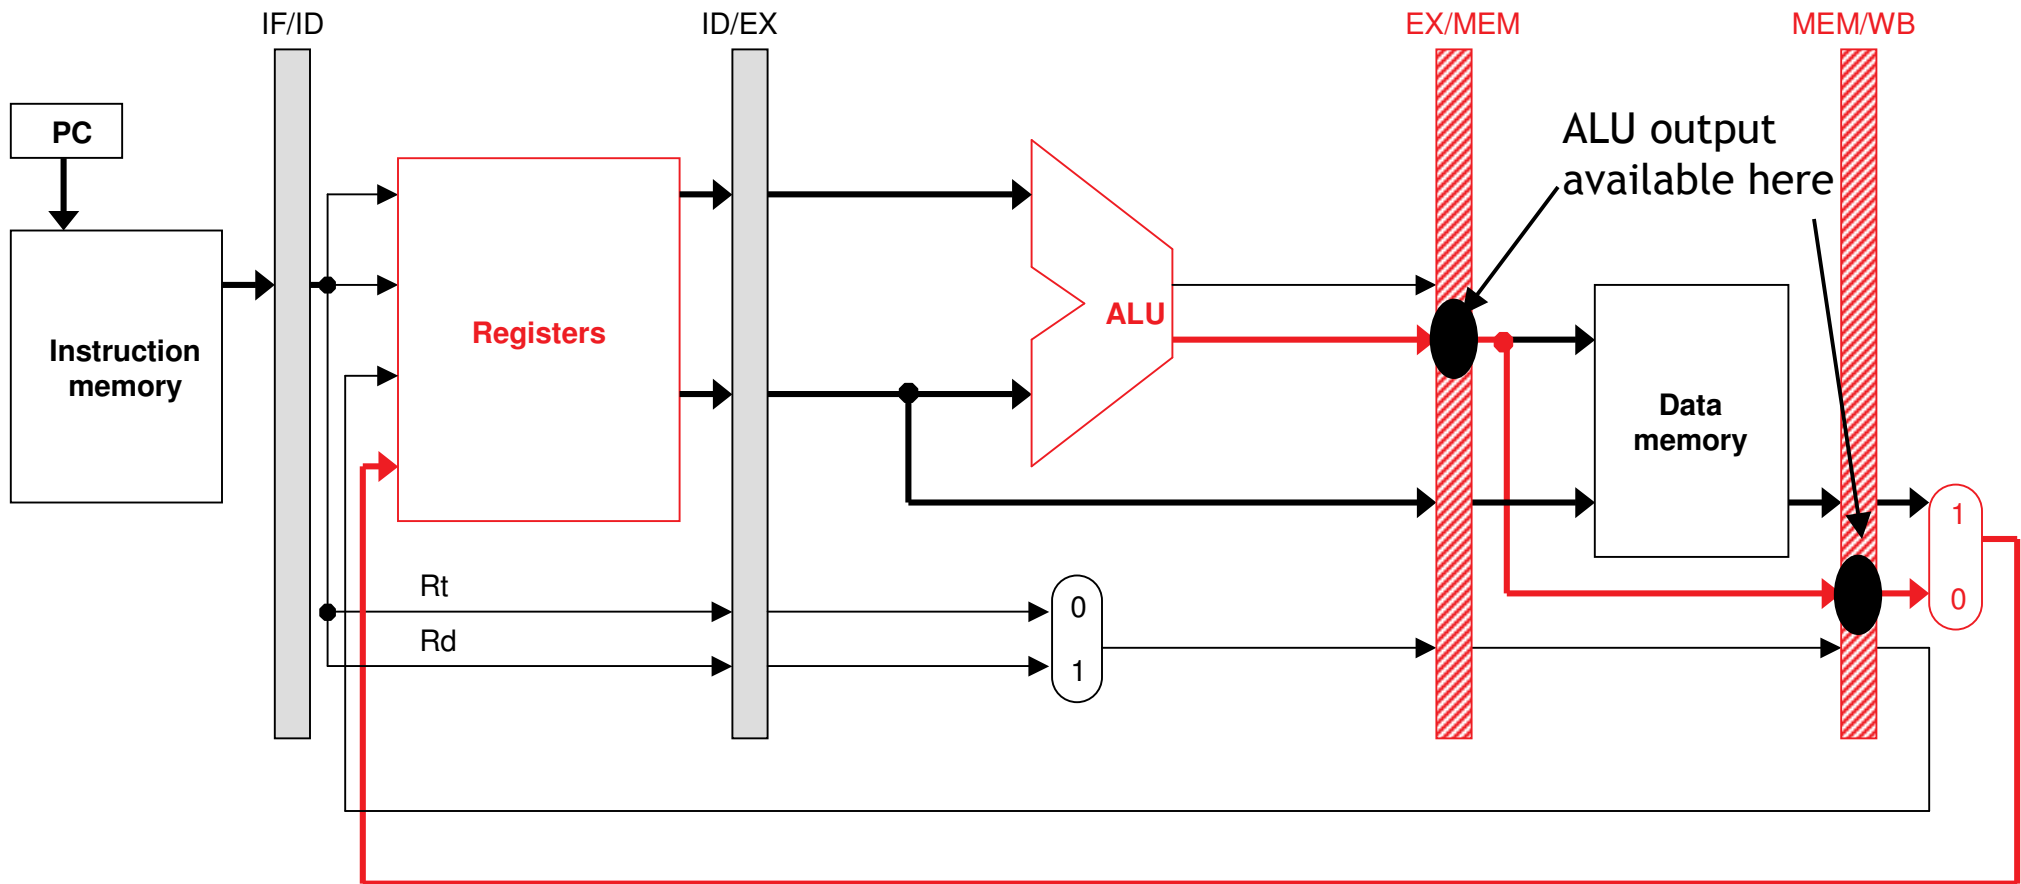 IF/ID
ID/EX
EX/MEM
MEM/WB
PC
ALU output
available here
Instruction
memory
Registers
ALU
Data
memory
1
0
Rt
Rd
0
1